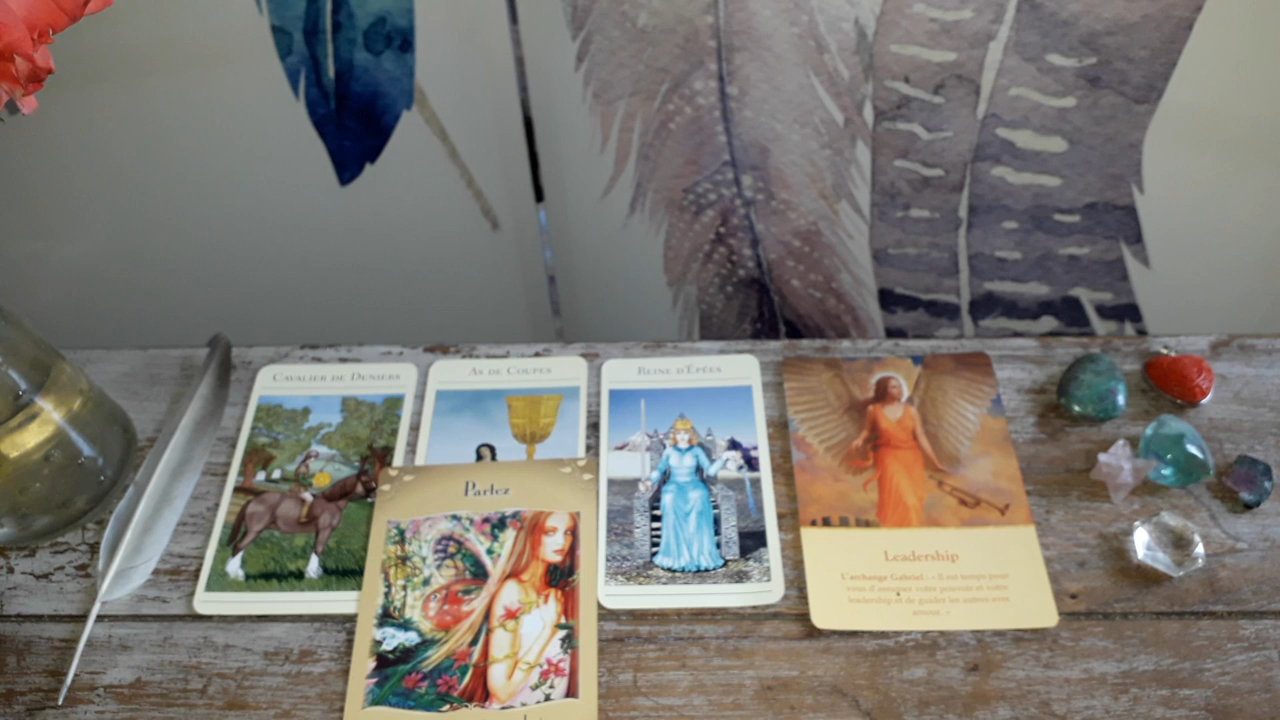 CAVALIER DE DENIERS
AS DE COUPES
REINE D'ÉPÉES
Parlez
Leadership
L'archange Gabriel : « Il est temps pour
vous d'assumer votre pouvoir et votre
leadership et de guider les autres avec
amour. »